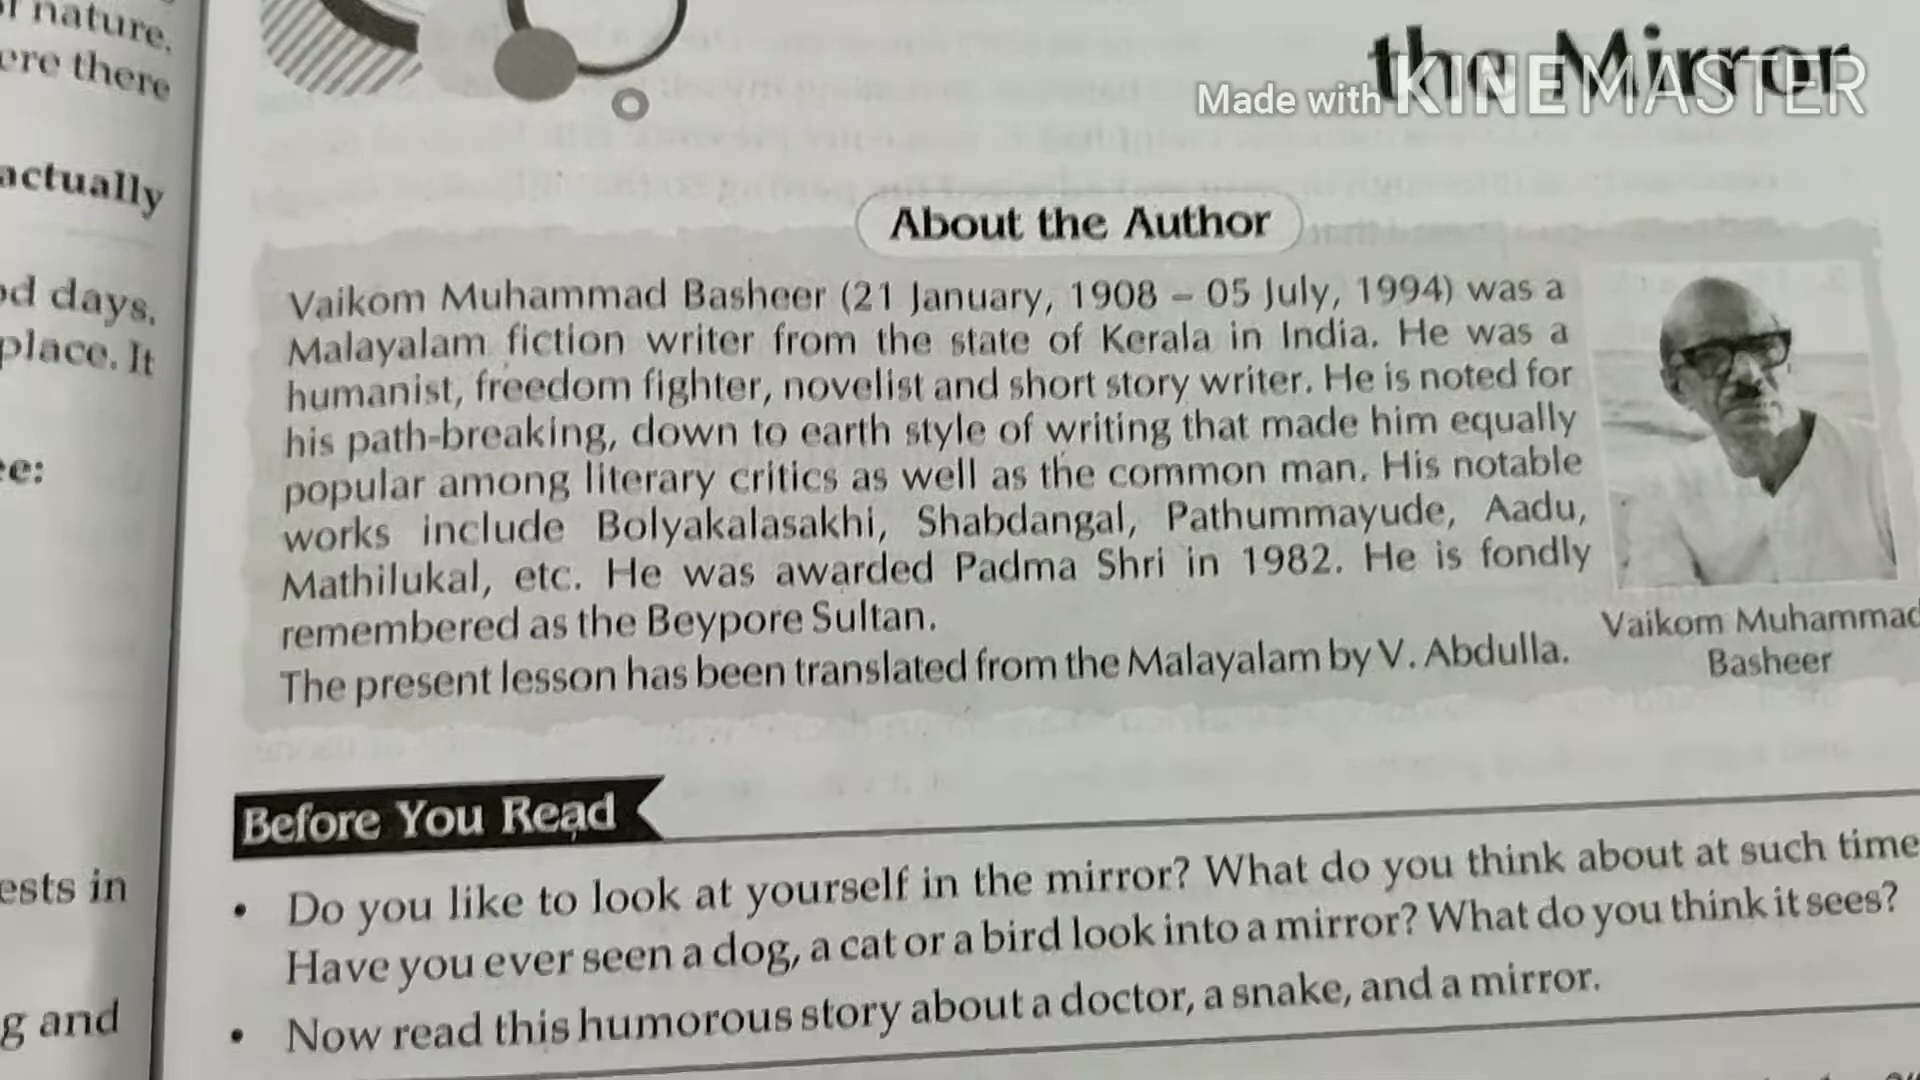 f nature.
ere there
actually
od days,
place. It
e:
ests in
g and
the Mirror
Made with KINEMASTER
About the Author
Vaikom Muhammad Basheer (21 January, 1908 – 05 July, 1994) was a
Malayalam fiction writer from the state of Kerala in India. He was a
humanist, freedom fighter, novelist and short story writer. He is noted for
his path-breaking, down to earth style of writing that made him equally
popular among literary critics as well as the common man. His notable
works include Bolyakalasakhi, Shabdangal, Pathummayude, Aadu,
Mathilukal, etc. He was awarded Padma Shri in 1982. He is fondly
remembered as the Beypore Sultan.
The present lesson has been translated from the Malayalam by V. Abdulla.
Vaikom Muhammad
Basheer
Before You Read
• Do you like to look at yourself in the mirror? What do you think about at such time
Have you ever seen a dog, a cat or a bird look into a mirror? What do you think it sees?
• Now read this humorous story about a doctor, a snake, and a mirror.